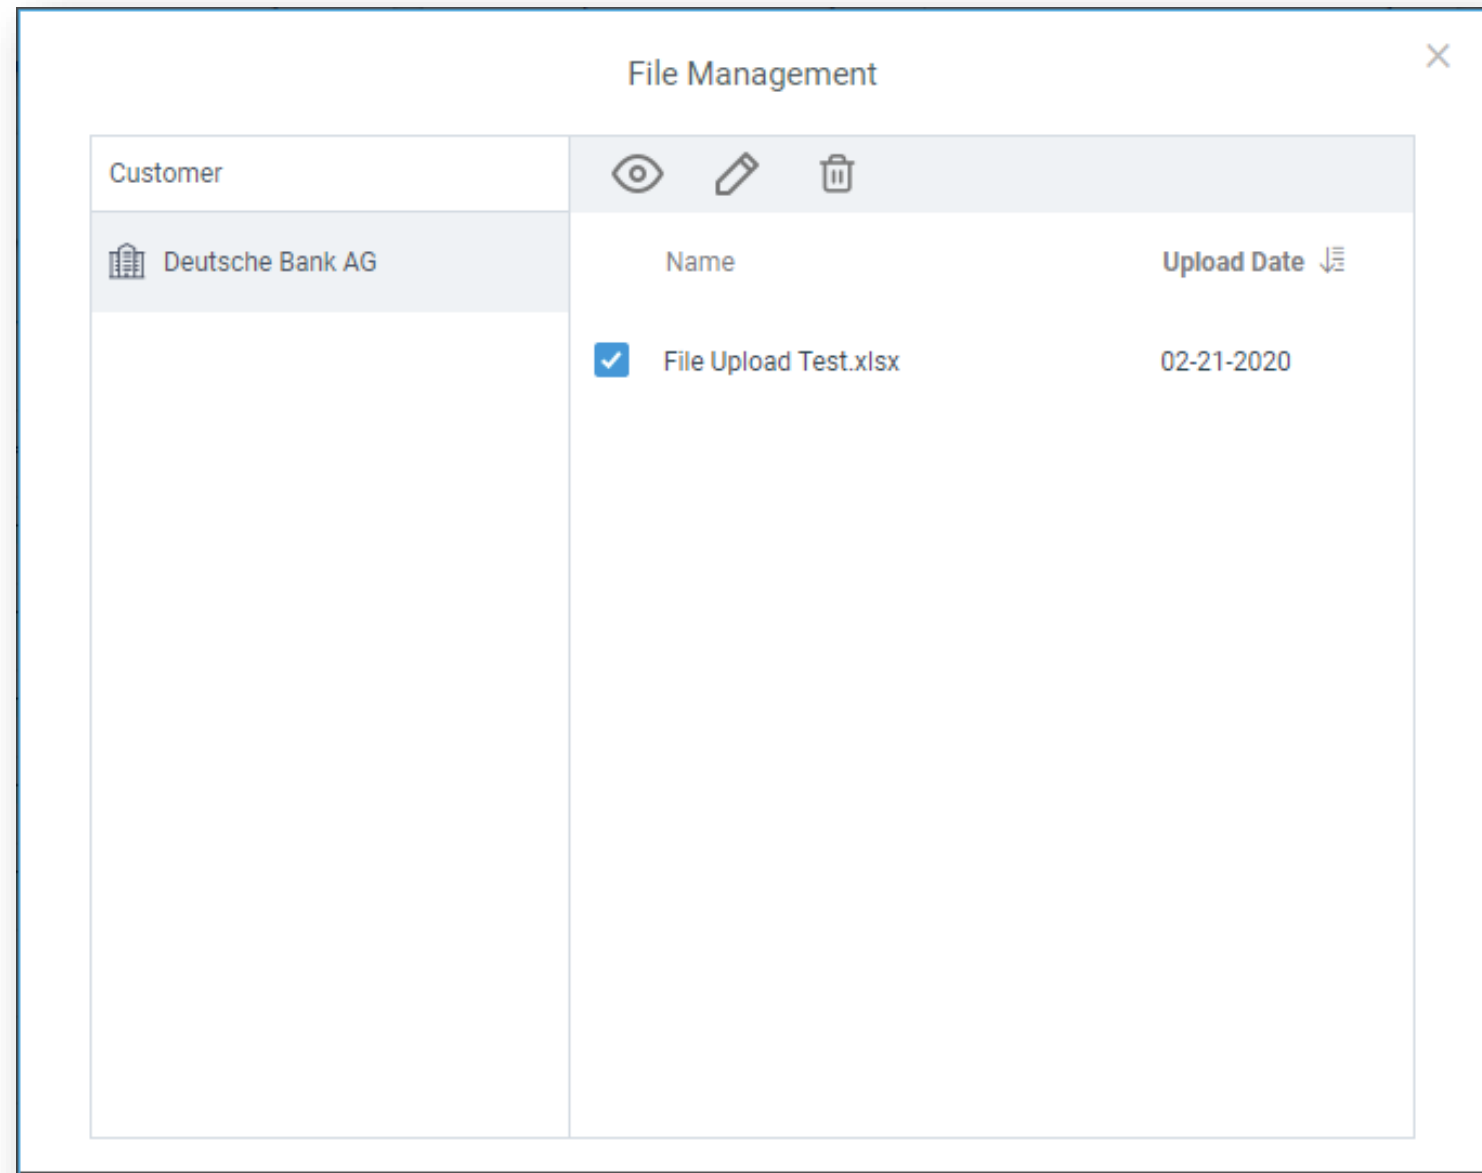 File Management
Customer
Deutsche Bank AG
Name Upload Date
File Upload Test.xlsx 02-21-2020